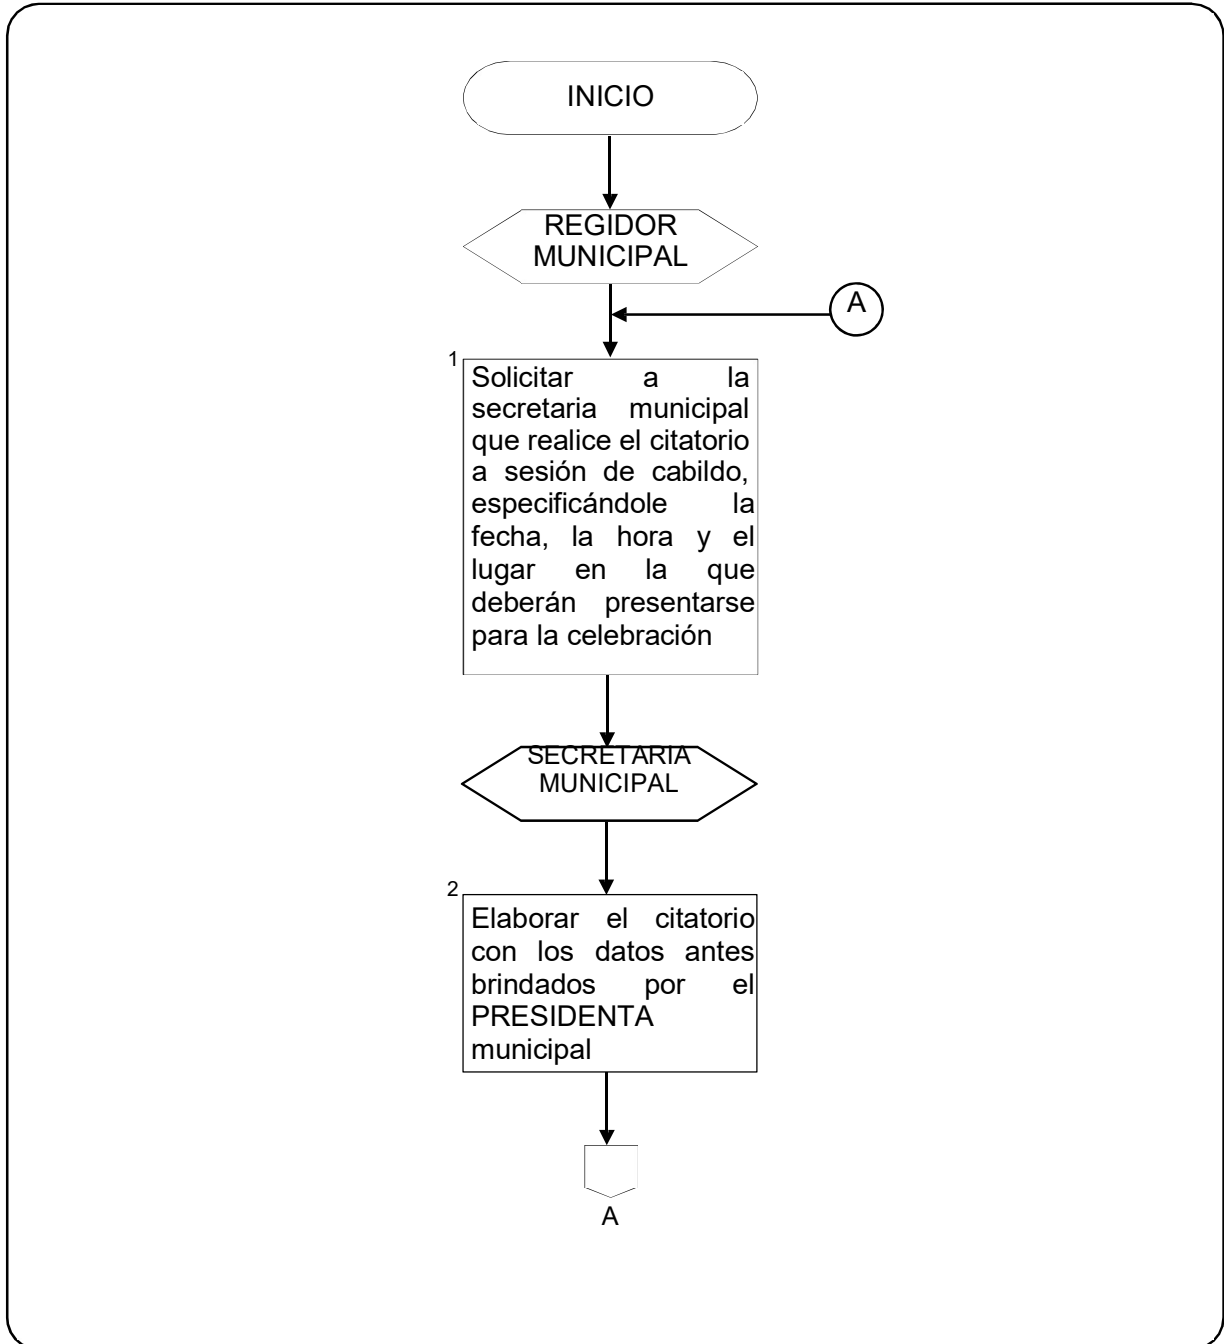 INICIO
REGIDOR
MUNICIPAL
A
1
Solicitar a la
secretaria municipal
que realice el citatorio
a sesión de cabildo,
especificándole la
fecha, la hora y el
lugar en la que
deberán presentarse
para la celebración
SECRETARIA
MUNICIPAL
2
Elaborar el citatorio
con los datos antes
brindados por el
PRESIDENTA
municipal
A